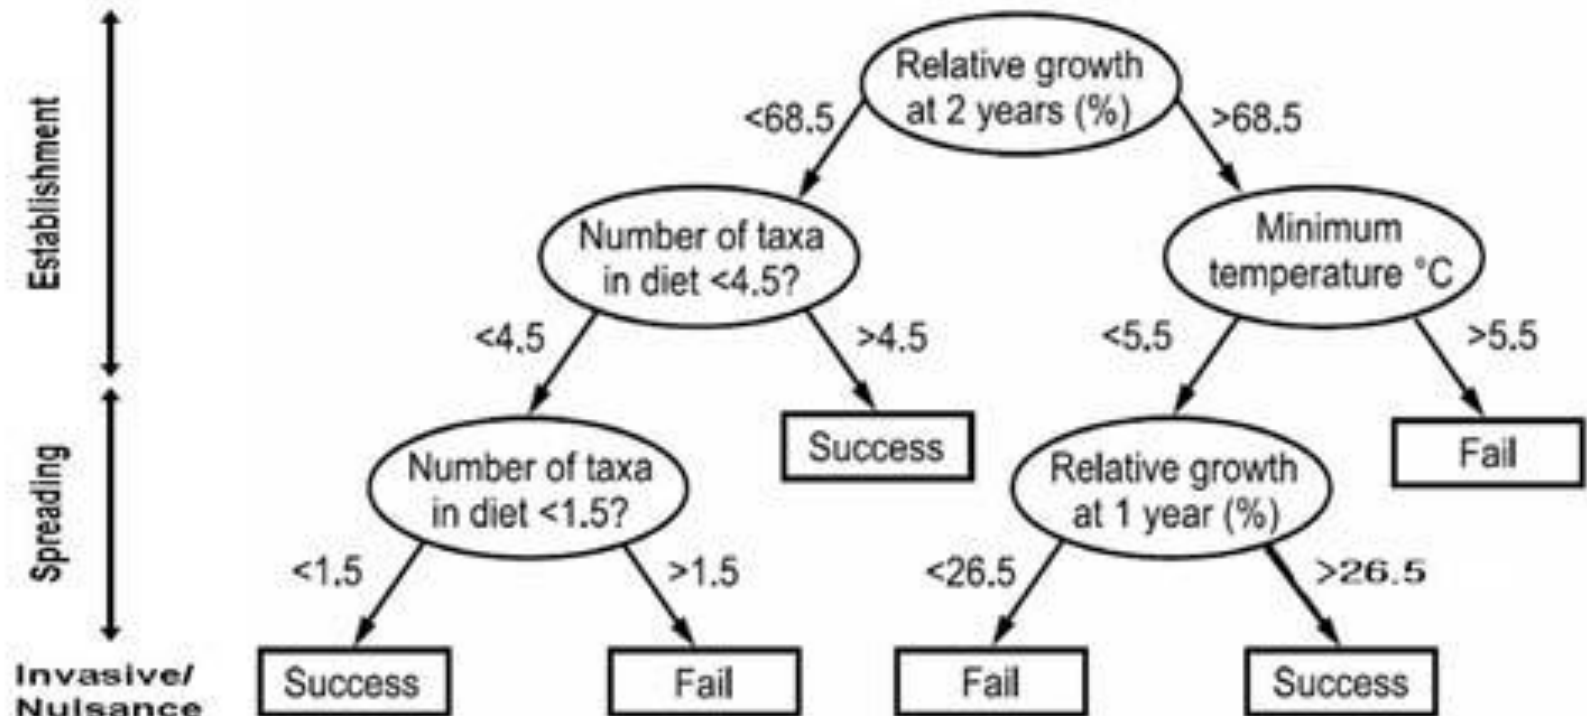 Establishment
Spreading
Invasive/
Nuisance
Relative growth
at 2 years (%)
<68.5
>68.5
Number of taxa
in diet <4.5?
Minimum
temperature °C
<4.5
>4.5
<5.5
>5.5
Number of taxa
in diet <1.5?
Success
Relative growth
at 1 year (%)
Fail
<1.5
>1.5
<26.5
>26.5
Success
Fail
Fail
Success